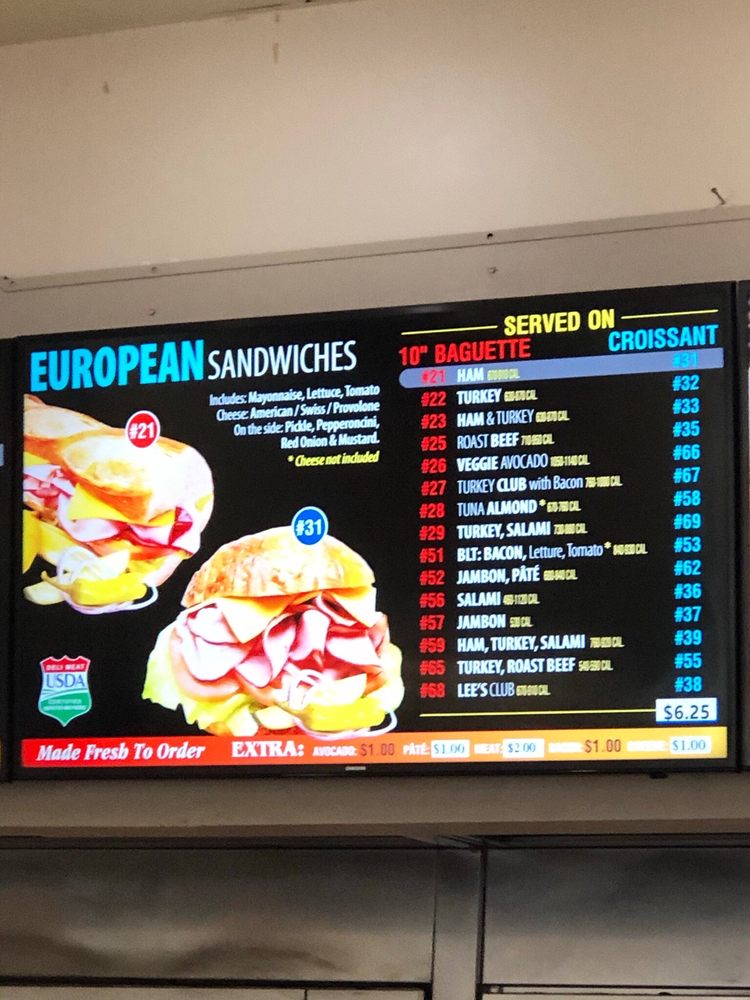 EUROPEAN SANDWICHES
Includes: Mayonnaise, Lettuce, Tomato
Cheese: American / Swiss / Provolone
On the side: Pickle, Pepperoncini,
Red Onion & Mustard.
* Cheese not included
#21
#31
DELI MEAT
USDA
SERVED ON
10" BAGUETTE CROISSANT
#21 HAM #31
#22 TURKEY #32
#23 HAM & TURKEY #33
#25 ROAST BEEF #35
#26 VEGGIE AVOCADO #66
#27 TURKEY CLUB with Bacon #67
#28 TUNA ALMOND * #58
#29 TURKEY, SALAMI #69
#51 BLT: BACON, Letture, Tomato * #53
#52 JAMBON, PÂTÉ #62
#56 SALAMI #36
#57 JAMBON #37
#59 HAM, TURKEY, SALAMI #39
#65 TURKEY, ROAST BEEF #55
#68 LEE'S CLUB #38
$6.25
Made Fresh To Order EXTRA: AVOCADO: $1.00 PÂTÉ: $1.00 MEAT: $2.00 $1.00 $1.00